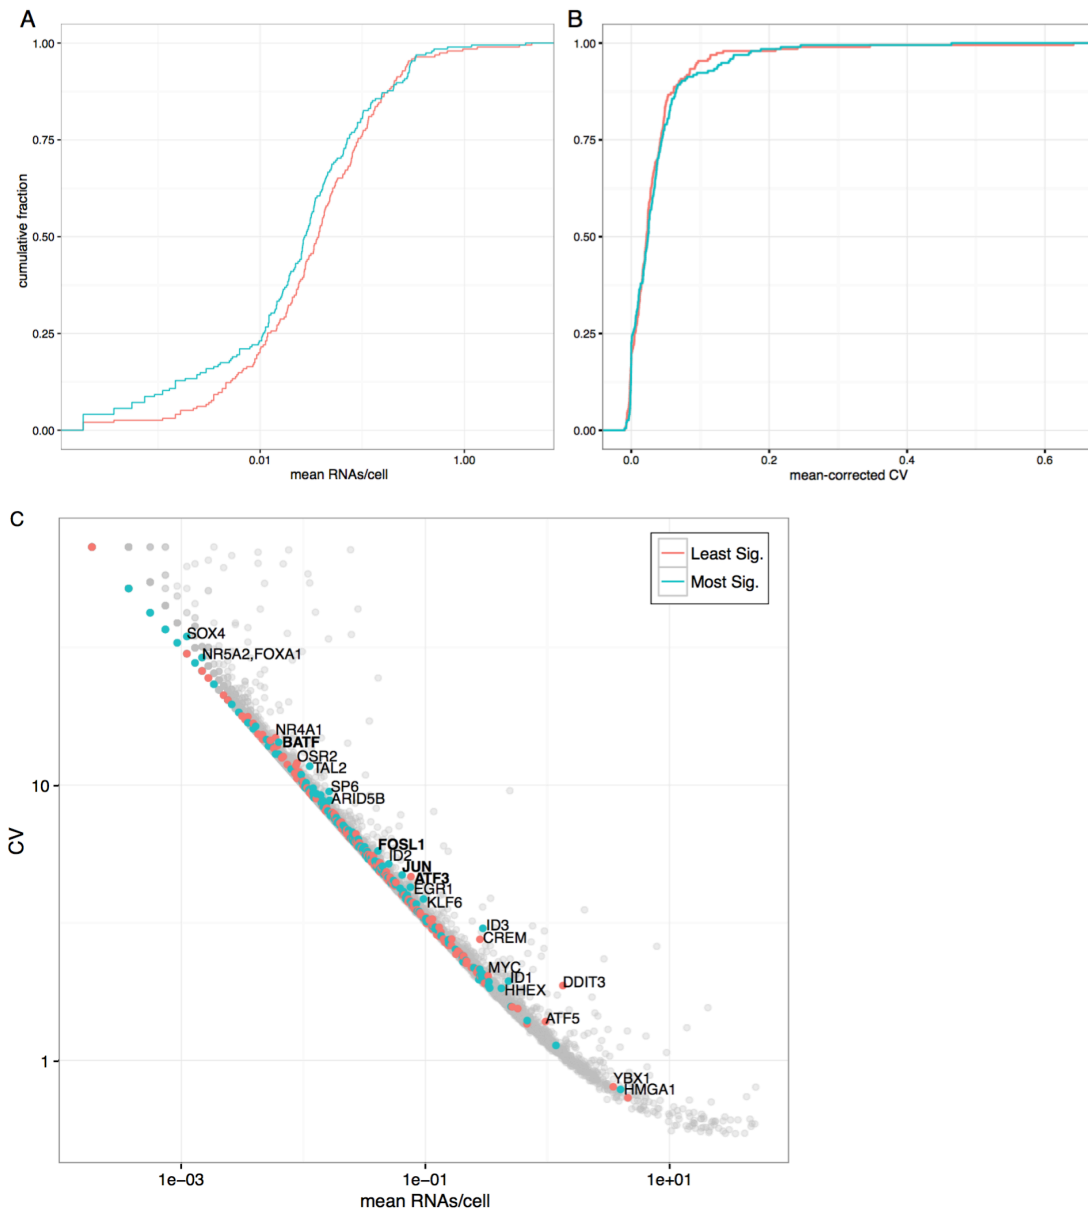 A
B
1.00
0.75
0.50
0.25
0.00
cumulative fraction
0.01
1.00
mean RNAs/cell
1.00
0.75
0.50
0.25
0.00
0.0
0.2
0.4
0.6
mean-corrected CV
C
Least Sig.
Most Sig.
SOX4
NR5A2,FOXA1
NR4A1
BATF
OSR2
TAL2
SP6
ARID5B
FOSL1
ID2
JUN
ATF3
EGR1
KLF6
ID3
CREM
MYC
ID1
HHEX
DDIT3
ATF5
YBX1
HMGA1
10
1
CV
1e-03
1e-01
1e+01
mean RNAs/cell